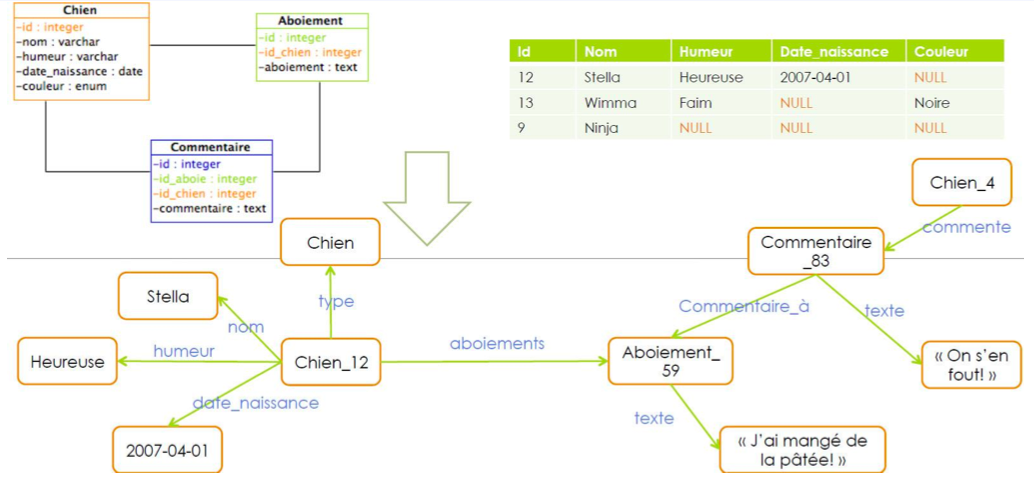 Chien
-id : integer
-nom : varchar
-humeur : varchar
-date_naissance : date
-couleur : enum
Aboiement
-id : integer
-id_chien : integer
-aboiement : text
Commentaire
-id : integer
-id_aboie : integer
-id_chien : integer
-commentaire : text
Id Nom Humeur Date_naissance Couleur
12 Stella Heureuse 2007-04-01 NULL
13 Wimma Faim NULL Noire
9 Ninja NULL NULL NULL
Chien_4
commente
Commentaire
_83
Chien
Stella
type
nom
Commentaire_à
texte
Heureuse
humeur
Chien_12
aboiements
Aboiement_
59
« On s'en
fout! »
date_naissance
texte
2007-04-01
« J'ai mangé de
la pâtée! »